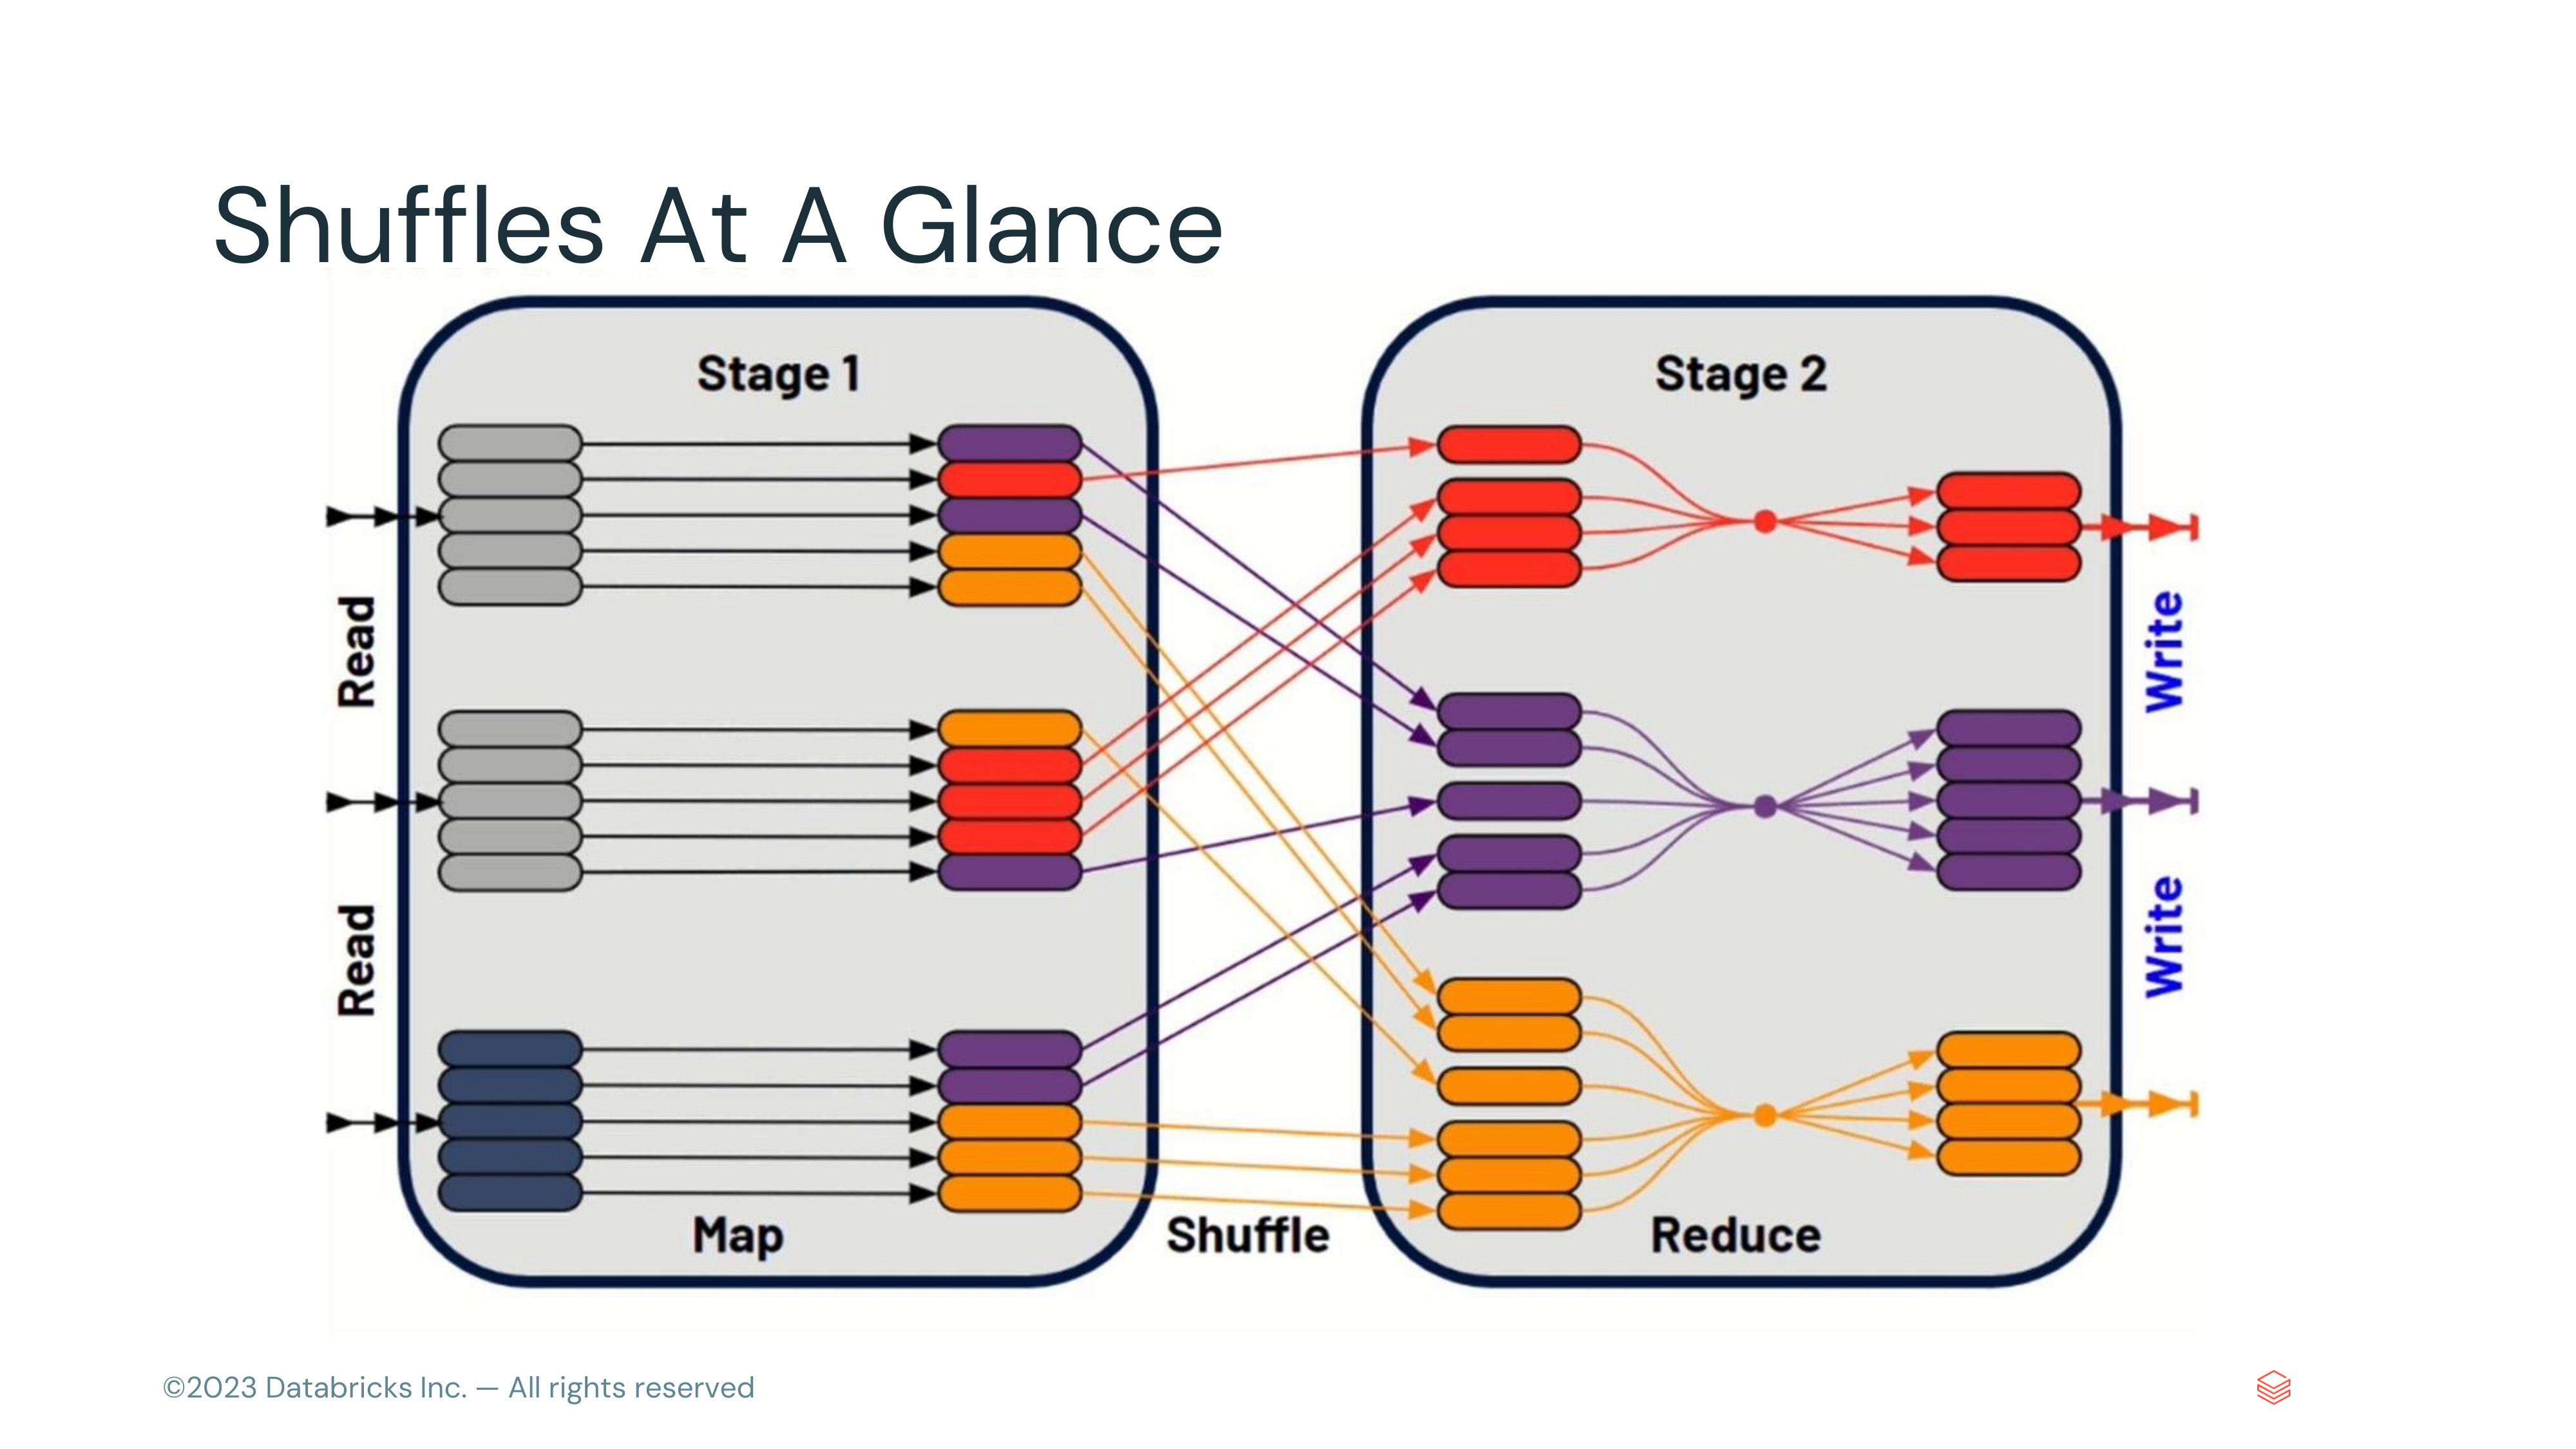 Shuffles At A Glance
Stage 1
Stage 2
Read
Read
Write
Write
Map
Shuffle
Reduce
©2023 Databricks Inc. — All rights reserved